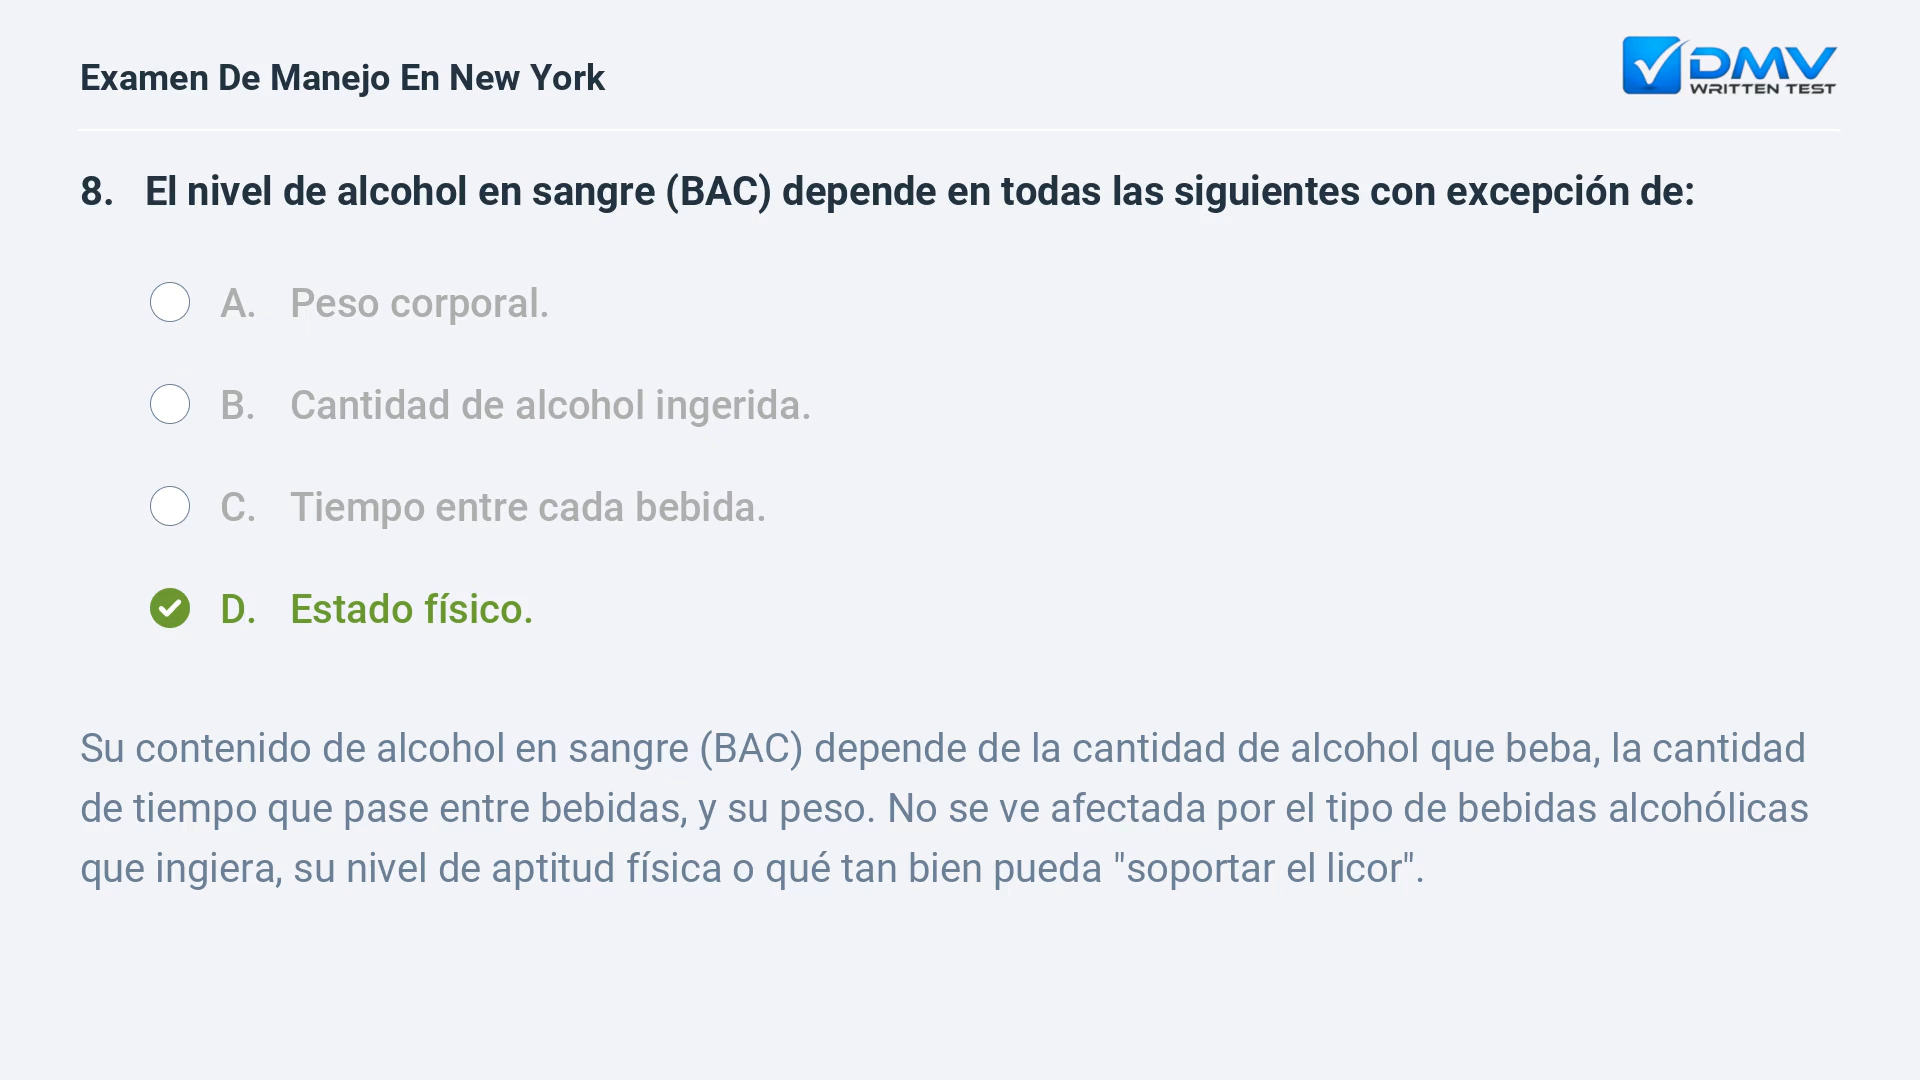 Examen De Manejo En New York
DMV
WRITTEN TEST
8. El nivel de alcohol en sangre (BAC) depende en todas las siguientes con excepción de:
A. Peso corporal.
B. Cantidad de alcohol ingerida.
C. Tiempo entre cada bebida.
D. Estado físico.
Su contenido de alcohol en sangre (BAC) depende de la cantidad de alcohol que beba, la cantidad
de tiempo que pase entre bebidas, y su peso. No se ve afectada por el tipo de bebidas alcohólicas
que ingiera, su nivel de aptitud física o qué tan bien pueda "soportar el licor".